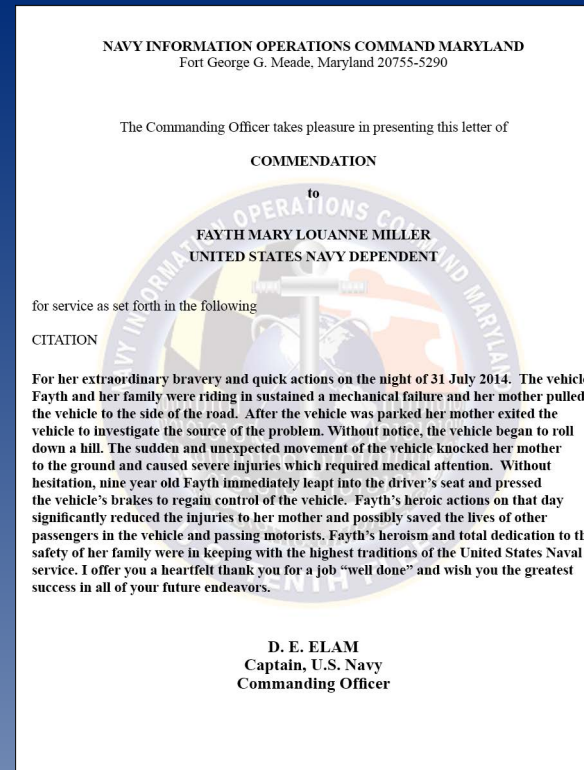 NAVY INFORMATION OPERATIONS COMMAND MARYLAND
Fort George G. Meade, Maryland 20755-5290
The Commanding Officer takes pleasure in presenting this letter of
COMMENDATION
to
FAYTH MARY LOUANNE MILLER
UNITED STATES NAVY DEPENDENT
for service as set forth in the following
CITATION
For her extraordinary bravery and quick actions on the night of 31 July 2014.  The vehicle
Fayth and her family were riding in sustained a mechanical failure and her mother pulled
the vehicle to the side of the road.  After the vehicle was parked her mother exited the
vehicle to investigate the source of the problem. Without notice, the vehicle began to roll
down a hill. The sudden and unexpected movement of the vehicle knocked her mother
to the ground and caused severe injuries which required medical attention.  Without
hesitation, nine year old Fayth immediately leapt into the driver’s seat and pressed
the vehicle’s brakes to regain control of the vehicle.  Fayth’s heroic actions on that day
significantly reduced the injuries to her mother and possibly saved the lives of other
passengers in the vehicle and passing motorists. Fayth’s heroism and total dedication to th
safety of her family were in keeping with the highest traditions of the United States Naval
service. I offer you a heartfelt thank you for a job “well done” and wish you the greatest
success in all of your future endeavors.
D. E. ELAM
Captain, U.S. Navy
Commanding Officer
NAVY INFORMATION OPERATIONS COMMAND MARYLAND
TENTH FLEET